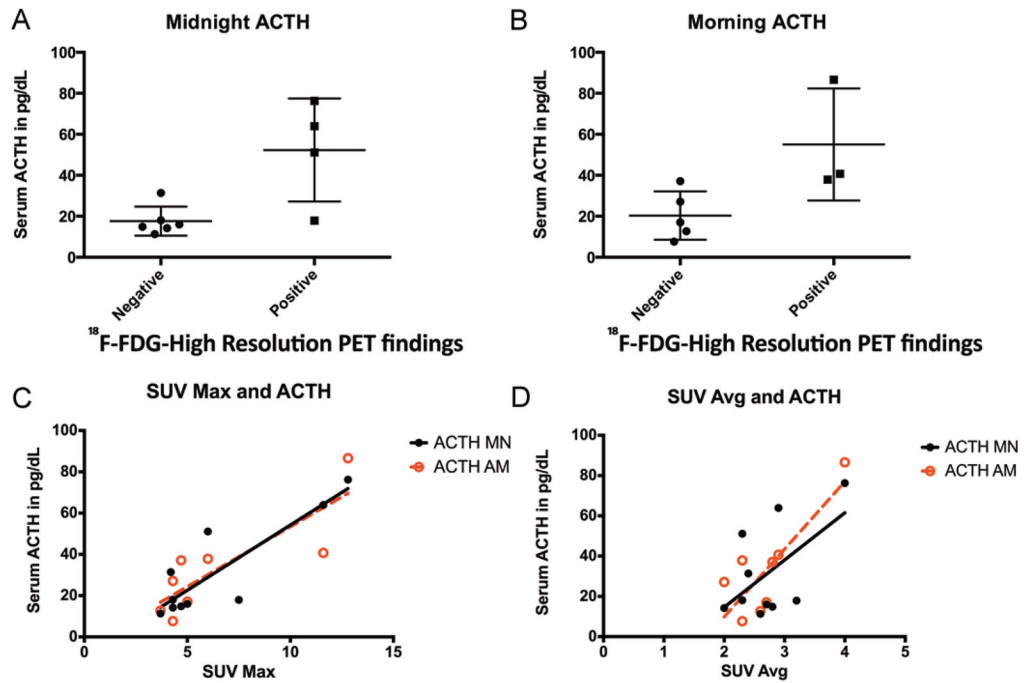 A
Midnight ACTH
Serum ACTH in pg/dL
100
80
60
40
20
0
Negative
Positive
18F-FDG-High Resolution PET findings
B
Morning ACTH
Serum ACTH in pg/dL
100
80
60
40
20
0
Negative
Positive
18F-FDG-High Resolution PET findings
C
SUV Max and ACTH
Serum ACTH in pg/dL
100
80
60
40
20
0
0 5 10 15
SUV Max
ACTH MN
ACTH AM
D
SUV Avg and ACTH
Serum ACTH in pg/dL
100
80
60
40
20
0
0 1 2 3 4 5
SUV Avg
ACTH MN
ACTH AM